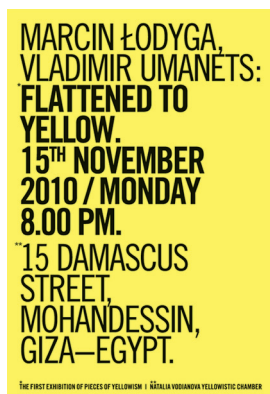 MARCIN ŁODYGA,
VLADIMIR UMANETS:
*FLATTENED TO
YELLOW.
15TH NOVEMBER
2010 / MONDAY
8.00 PM.
**15 DAMASCUS
STREET,
MOHANDESSIN,
GIZA—EGYPT.
*THE FIRST EXHIBITION OF PIECES OF YELLOWISM | **NATALIA VODIANOVA YELLOWISTIC CHAMBER